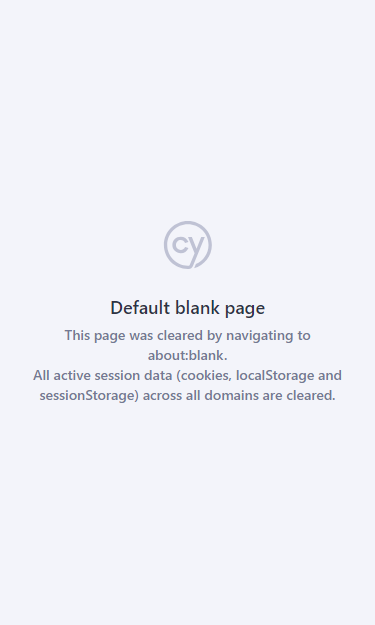 cy
Default blank page
This page was cleared by navigating to
about:blank.
All active session data (cookies, localStorage and
sessionStorage) across all domains are cleared.